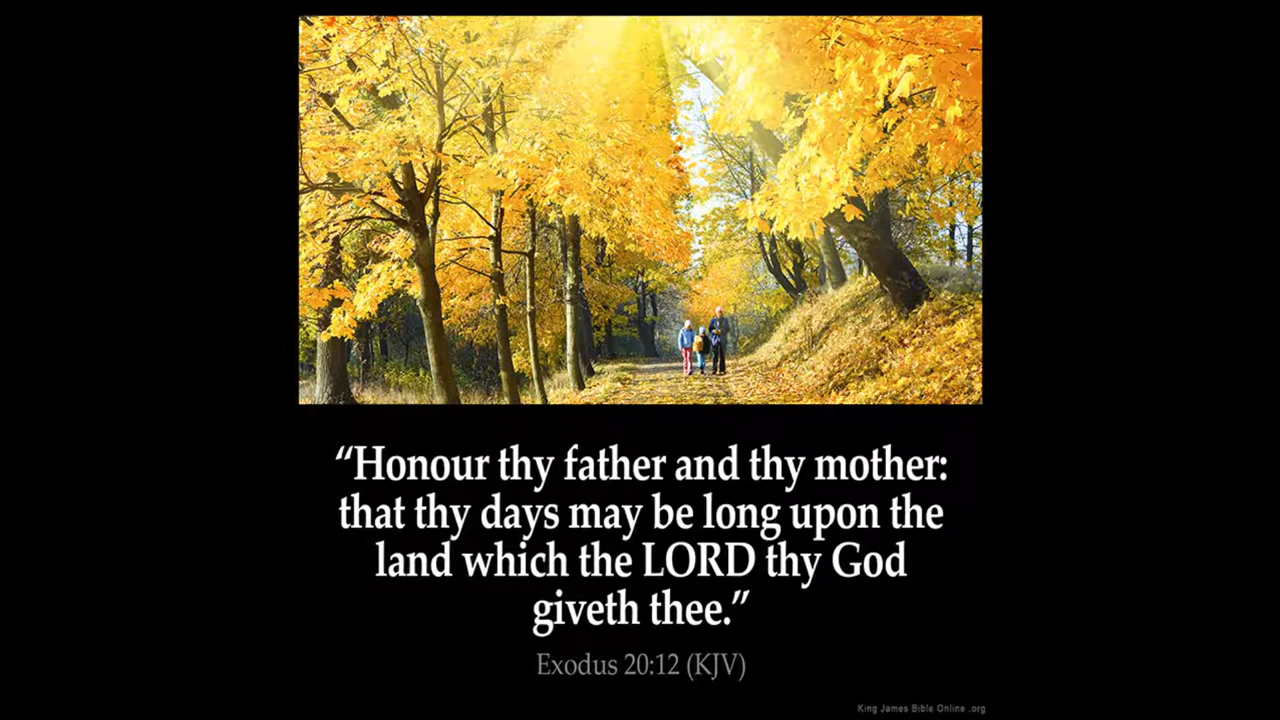 “Honour thy father and thy mother:
that thy days may be long upon the
land which the LORD thy God
giveth thee.”
Exodus 20:12 (KJV)
King James Bible Online .org